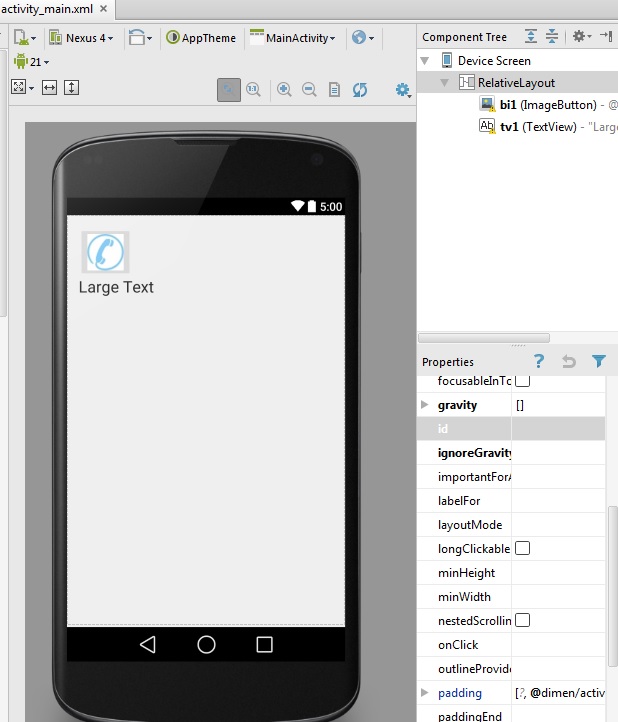 activity_main.xml
Nexus 4 AppTheme MainActivity
21
5:00
Large Text
Component Tree
Device Screen
RelativeLayout
bi1 (ImageButton) - @
Ab tv1 (TextView) - "Large
Properties
focusableInTo
gravity []
id
ignoreGravity
importantForA
labelFor
layoutMode
longClickable
minHeight
minWidth
nestedScrollin
onClick
outlineProvide
padding [?, @dimen/activ
paddingEnd